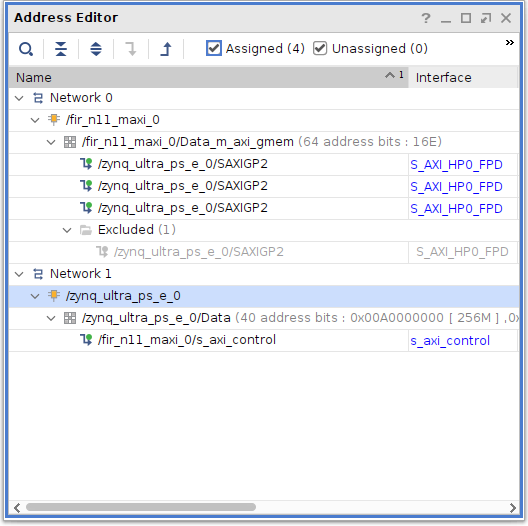 Address Editor
Assigned (4) Unassigned (0)
Name 1 Interface
Network 0
/fir_n11_maxi_0
/fir_n11_maxi_0/Data_m_axi_gmem (64 address bits : 16E)
/zynq_ultra_ps_e_0/SAXIGP2 S_AXI_HP0_FPD
/zynq_ultra_ps_e_0/SAXIGP2 S_AXI_HP0_FPD
/zynq_ultra_ps_e_0/SAXIGP2 S_AXI_HP0_FPD
Excluded (1)
/zynq_ultra_ps_e_0/SAXIGP2 S_AXI_HP0_FPD
Network 1
/zynq_ultra_ps_e_0
/zynq_ultra_ps_e_0/Data (40 address bits : 0x00A0000000 [ 256M ] ,0x
/fir_n11_maxi_0/s_axi_control s_axi_control